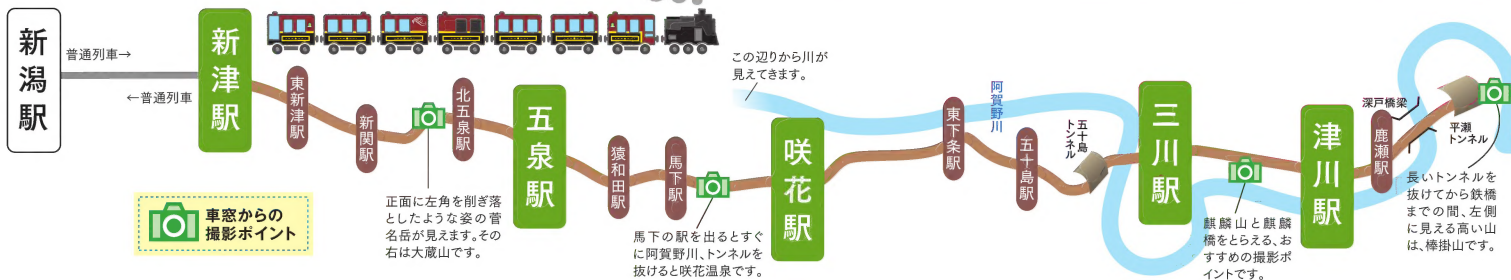 新潟駅
普通列車→
←普通列車
新津駅
東新津駅
新関駅
北五泉駅
正面に左角を削ぎ落
としたような姿の菅
名岳が見えます。その
右は大蔵山です。
車窓からの
撮影ポイント
五泉駅
猿和田駅
馬下駅
馬下の駅を出るとすぐ
に阿賀野川、トンネルを
抜けると咲花温泉です。
この辺りから川が
見えてきます。
咲花駅
東下条駅
阿賀野川
五十島駅
五十島
トンネル
三川駅
麒麟山と麒麟
橋をとらえる、お
すすめの撮影ポ
イントです。
津川駅
鹿瀬駅
深戸橋梁
平瀬
トンネル
長いトンネルを
抜けてから鉄橋
までの間、左側
に見える高い山
は、棒掛山です。